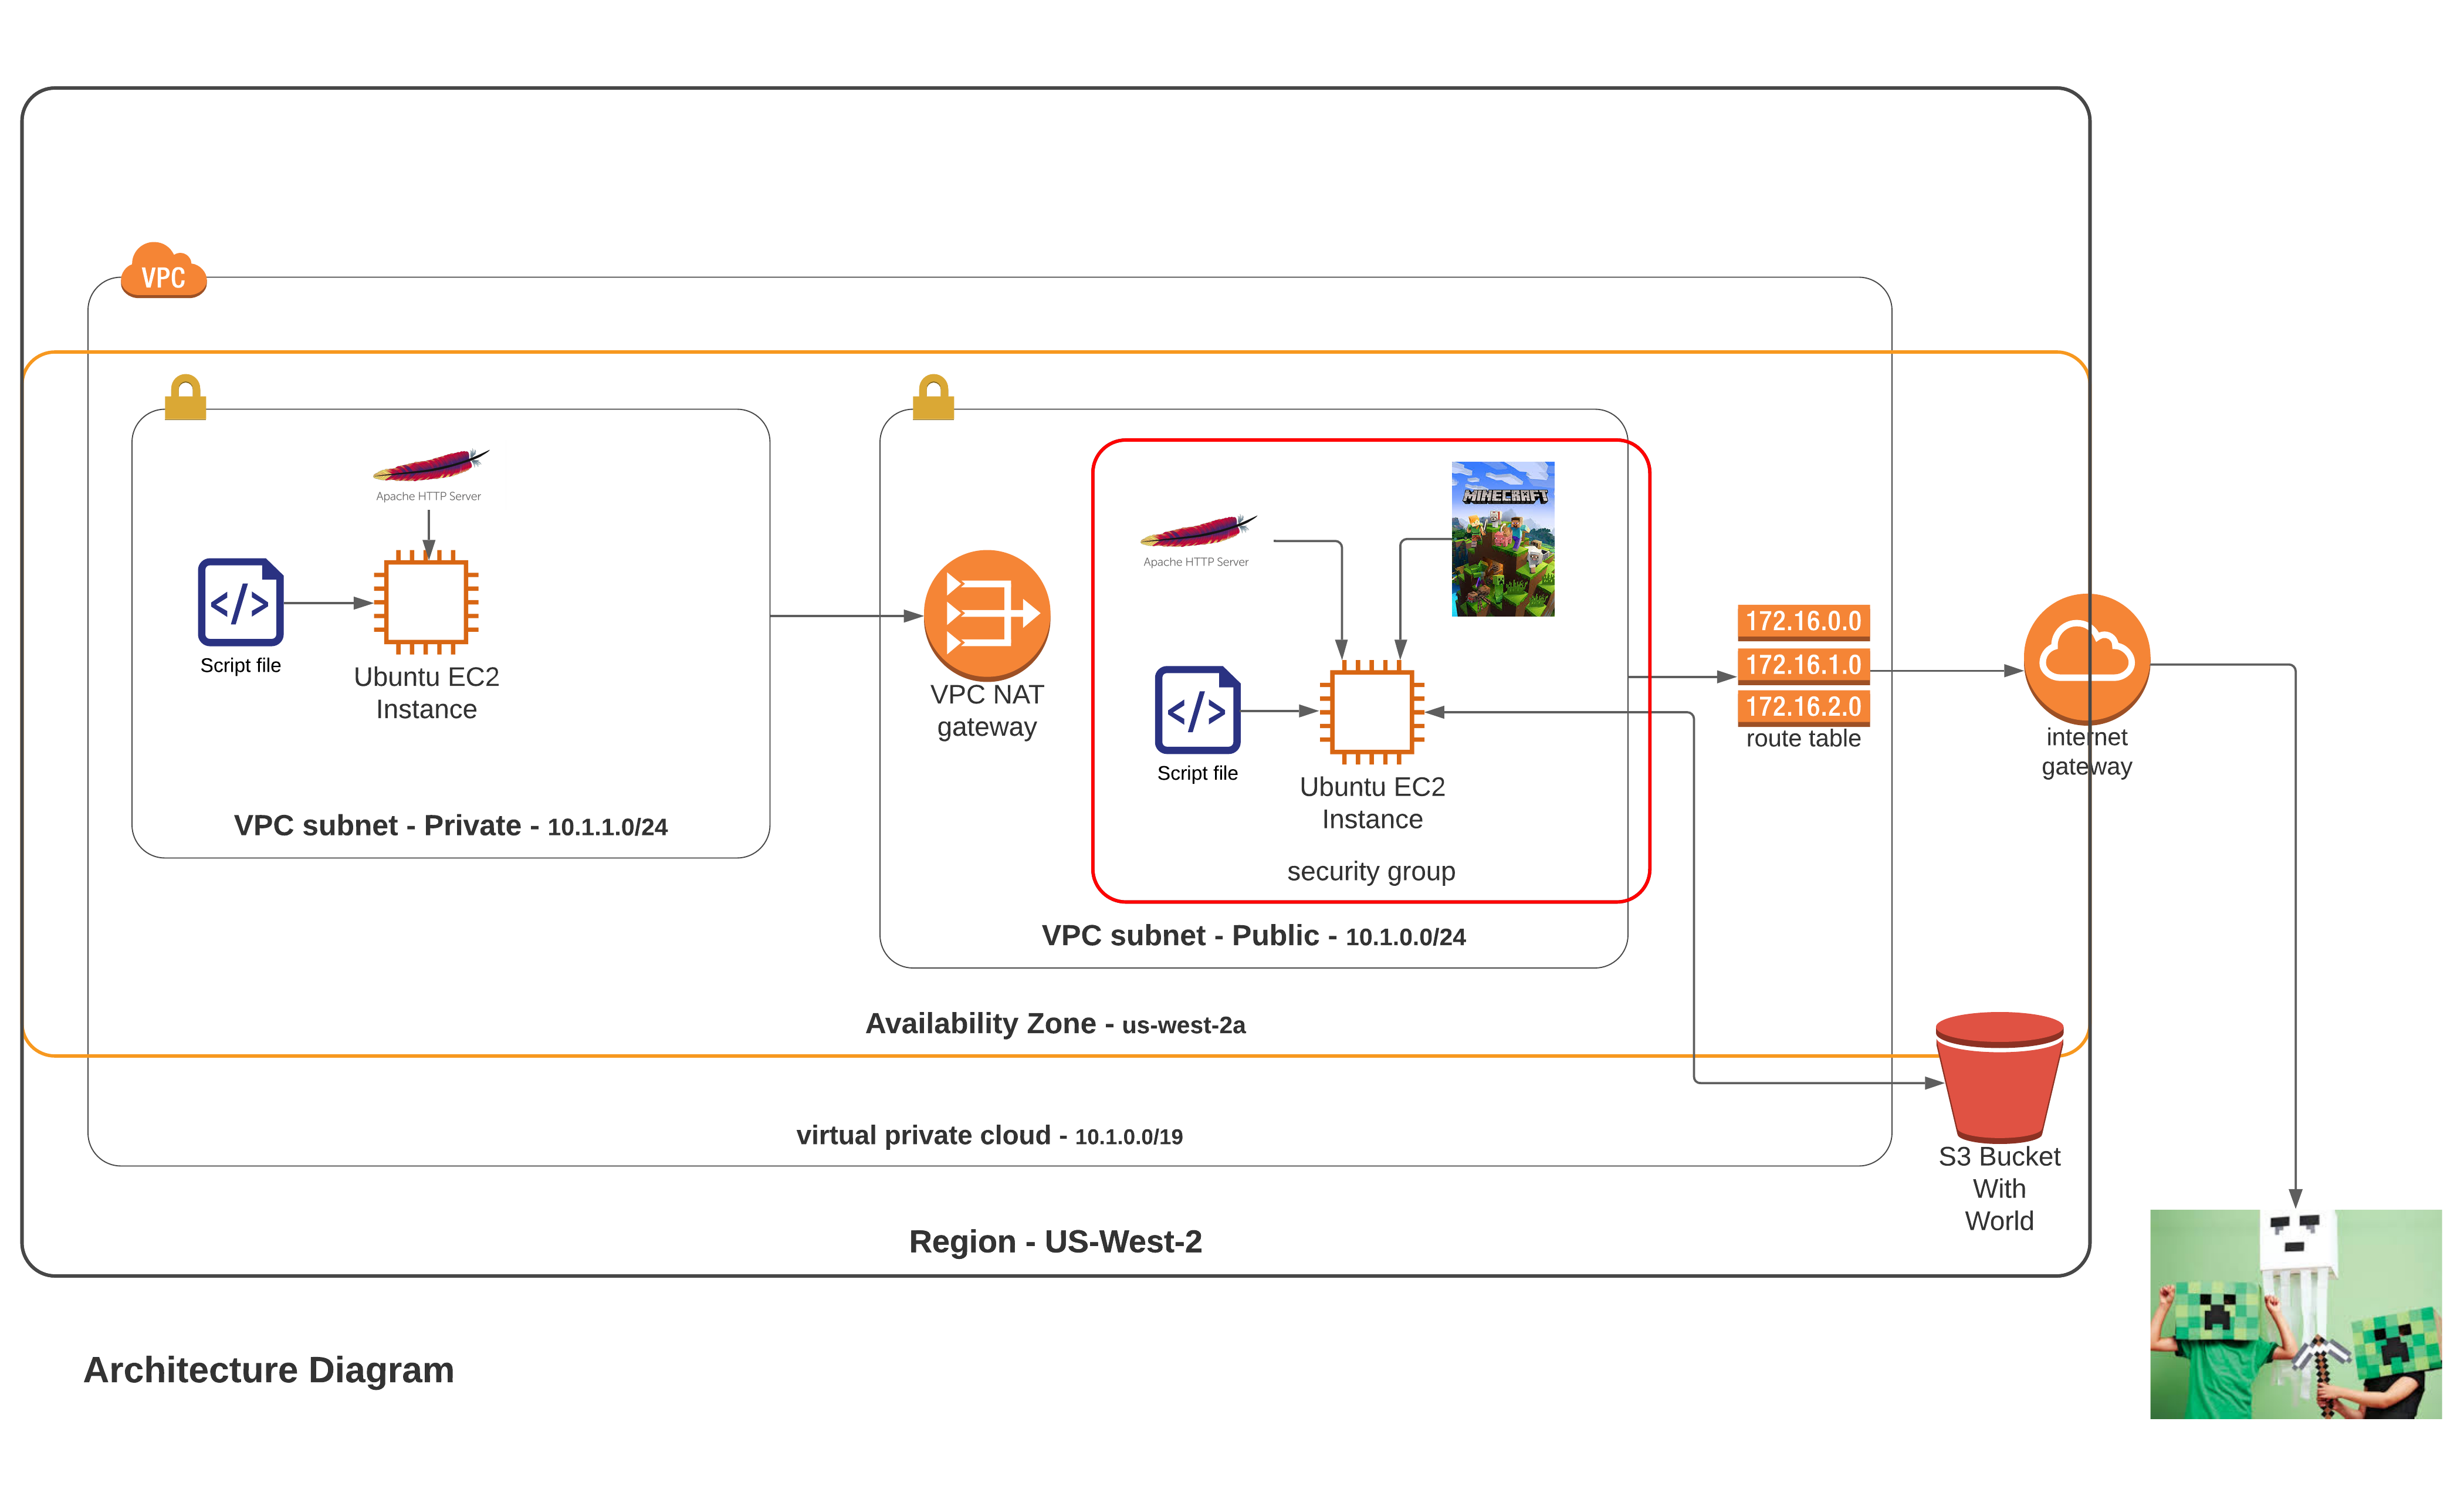 VPC
Apache HTTP Server
Script file
Ubuntu EC2
Instance
VPC subnet - Private - 10.1.1.0/24
VPC NAT
gateway
Apache HTTP Server
MINECRAFT
Script file
Ubuntu EC2
Instance
security group
VPC subnet - Public - 10.1.0.0/24
172.16.0.0
172.16.1.0
172.16.2.0
route table
internet
gateway
Availability Zone - us-west-2a
virtual private cloud - 10.1.0.0/19
S3 Bucket
With
World
Region - US-West-2
Architecture Diagram